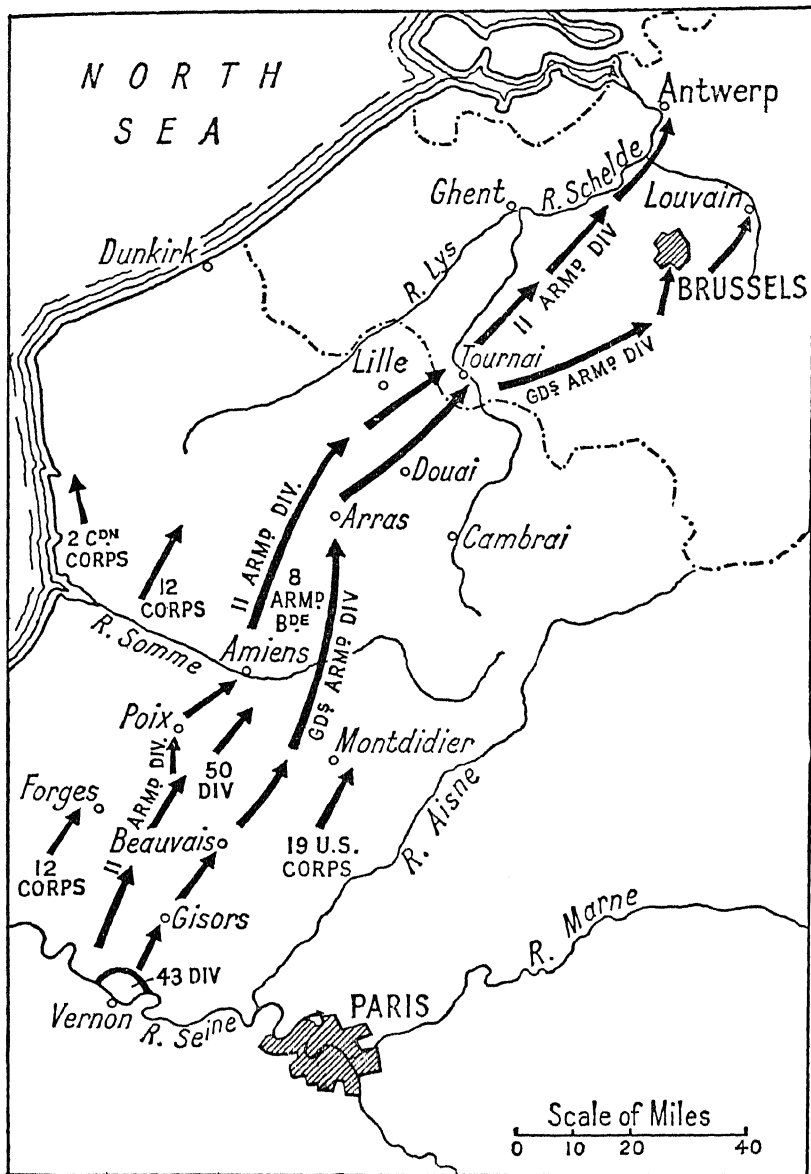 NORTH
SEA
Antwerp
Ghent
R. Schelde
Louvain
Dunkirk
R. Lys
11 ARMD DIV
BRUSSELS
Lille
Tournai
GDS ARMD DIV
Douai
11 ARMD DIV.
Arras
2 CDN
CORPS
Cambrai
12
CORPS
8
ARMD
BDE
R. Somme
Amiens
GDS ARMD DIV
Poix
Montdidier
11 ARMD DIV.
50
DIV
Forges
R. Aisne
Beauvais
19 U.S.
CORPS
12
CORPS
Gisors
R. Marne
43 DIV
PARIS
Vernon
R. Seine
Scale of Miles
0 10 20 40